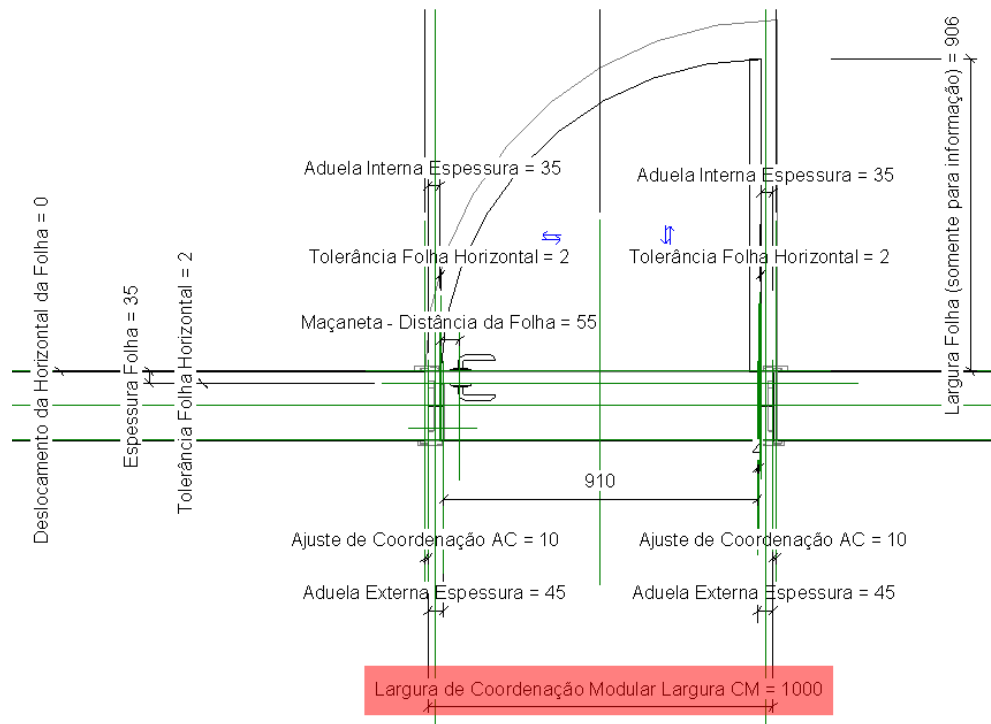 Deslocamento da Horizontal da Folha = 0
Espessura Folha = 35
Tolerância Folha Horizontal = 2
Aduela Interna Espessura = 35
Aduela Interna Espessura = 35
Tolerância Folha Horizontal = 2
Tolerância Folha Horizontal = 2
Maçaneta - Distância da Folha = 55
Largura Folha (somente para informação) = 906
4
910
Ajuste de Coordenação AC = 10
Ajuste de Coordenação AC = 10
Aduela Externa Espessura = 45
Aduela Externa Espessura = 45
Largura de Coordenação Modular Largura CM = 1000